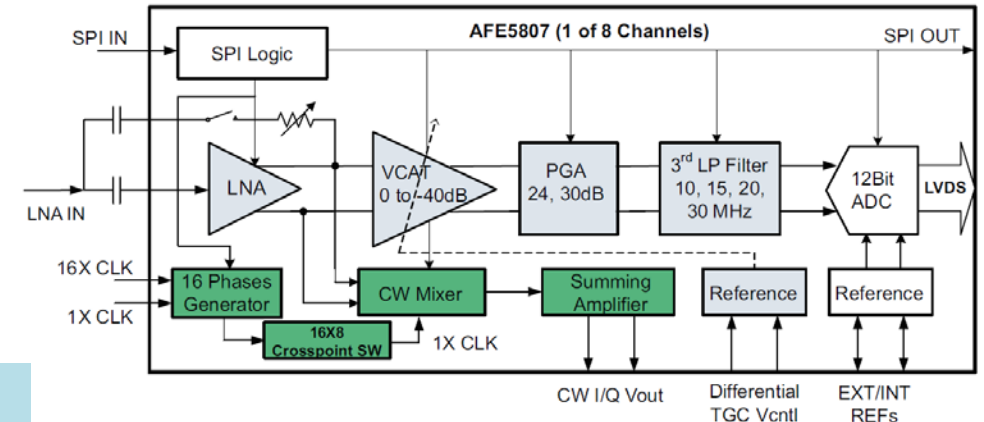 AFE5807 (1 of 8 Channels)
SPI IN
SPI Logic
SPI OUT
LNA IN
LNA
VCAT
0 to -40dB
PGA
24, 30dB
3rd LP Filter
10, 15, 20,
30 MHz
12Bit
ADC
LVDS
16X CLK
1X CLK
16 Phases
Generator
CW Mixer
Summing
Amplifier
Reference
Reference
16X8
Crosspoint SW
1X CLK
CW I/Q Vout
Differential
TGC Vcntl
EXT/INT
REFs